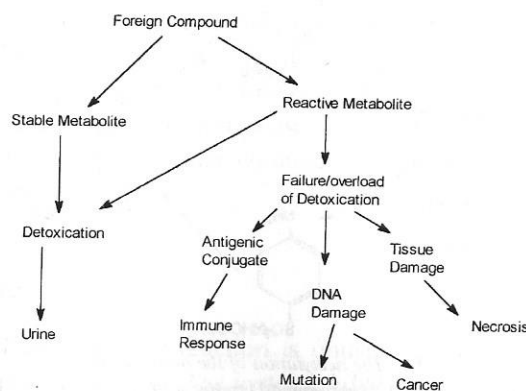 Foreign Compound
Stable Metabolite
Reactive Metabolite
Failure/overload
of Detoxication
Detoxication
Antigenic
Conjugate
Tissue
Damage
DNA
Damage
Urine
Immune
Response
Necrosis
Mutation
Cancer